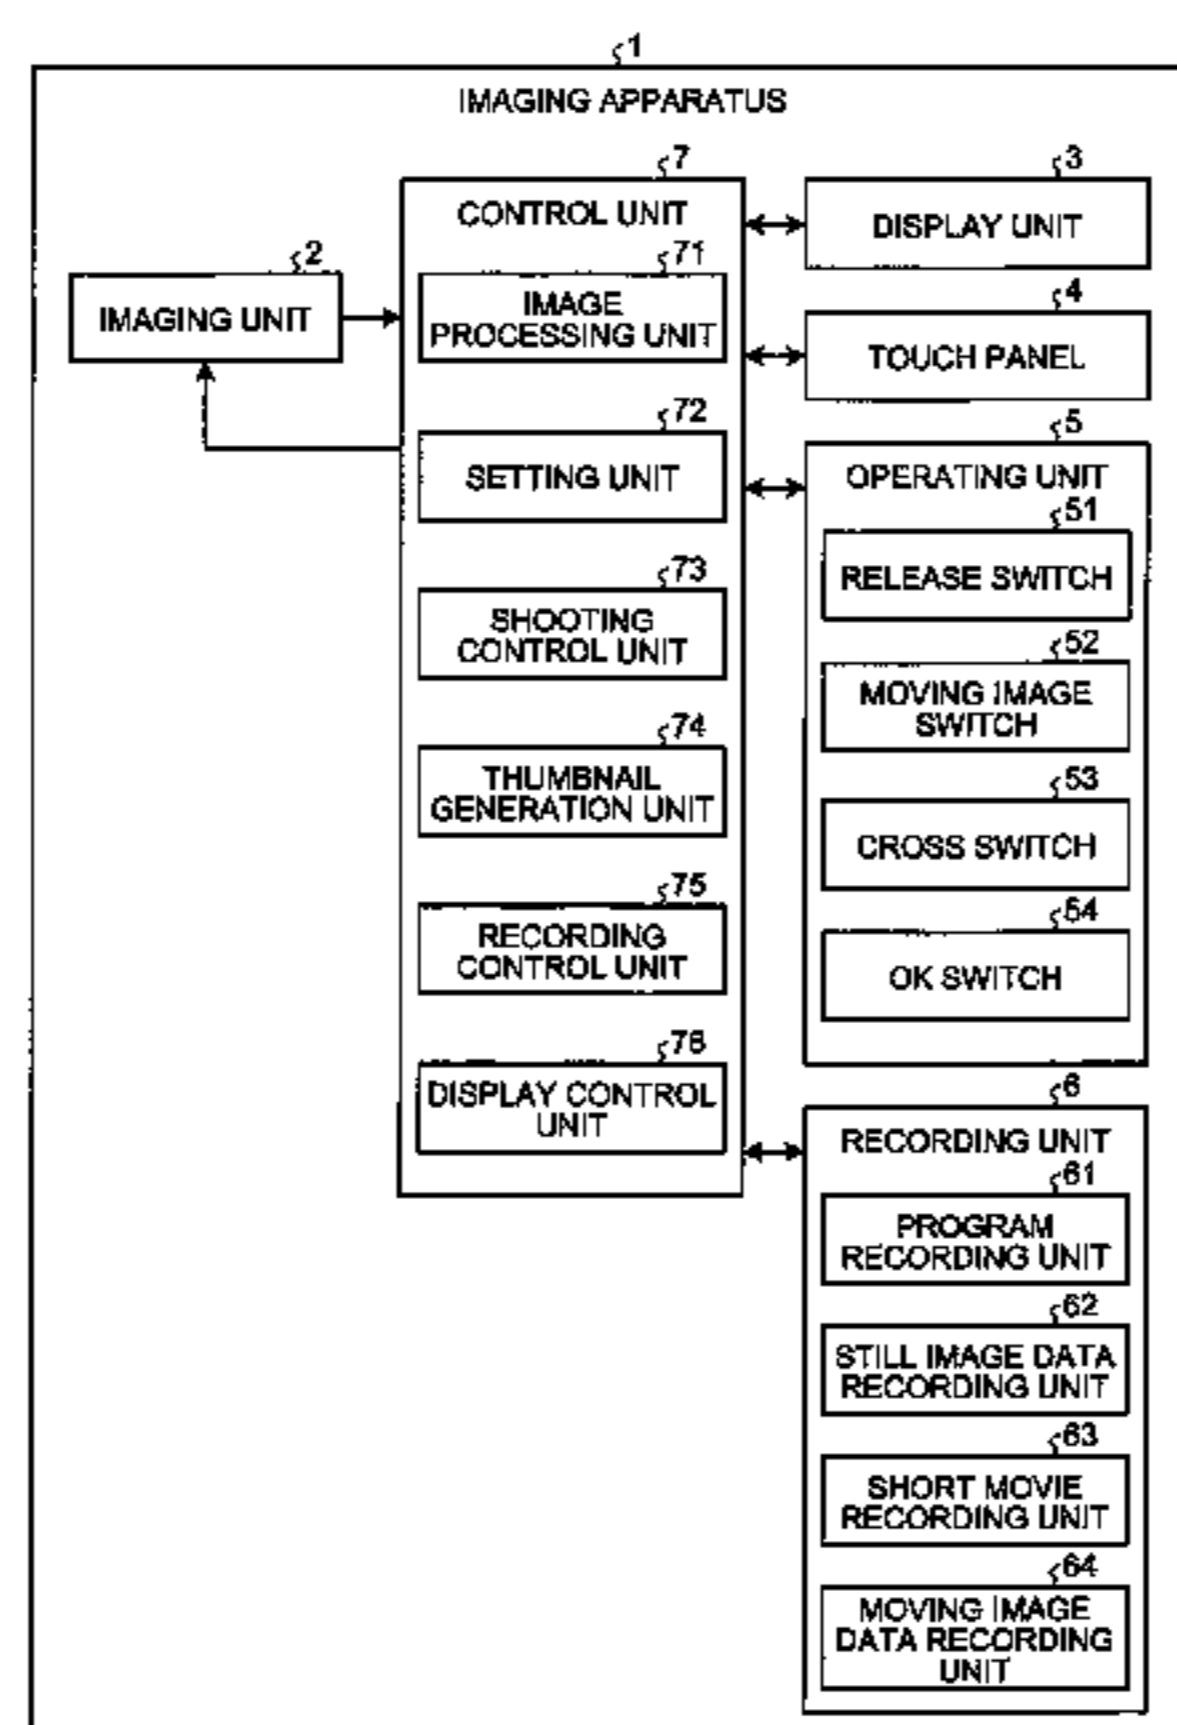 1
IMAGING APPARATUS
2
IMAGING UNIT
7
CONTROL UNIT
71
IMAGE
PROCESSING UNIT
72
SETTING UNIT
73
SHOOTING
CONTROL UNIT
74
THUMBNAIL
GENERATION UNIT
75
RECORDING
CONTROL UNIT
76
DISPLAY CONTROL
UNIT
3
DISPLAY UNIT
4
TOUCH PANEL
5
OPERATING UNIT
51
RELEASE SWITCH
52
MOVING IMAGE
SWITCH
53
CROSS SWITCH
54
OK SWITCH
6
RECORDING UNIT
61
PROGRAM
RECORDING UNIT
62
STILL IMAGE DATA
RECORDING UNIT
63
SHORT MOVIE
RECORDING UNIT
64
MOVING IMAGE
DATA RECORDING
UNIT